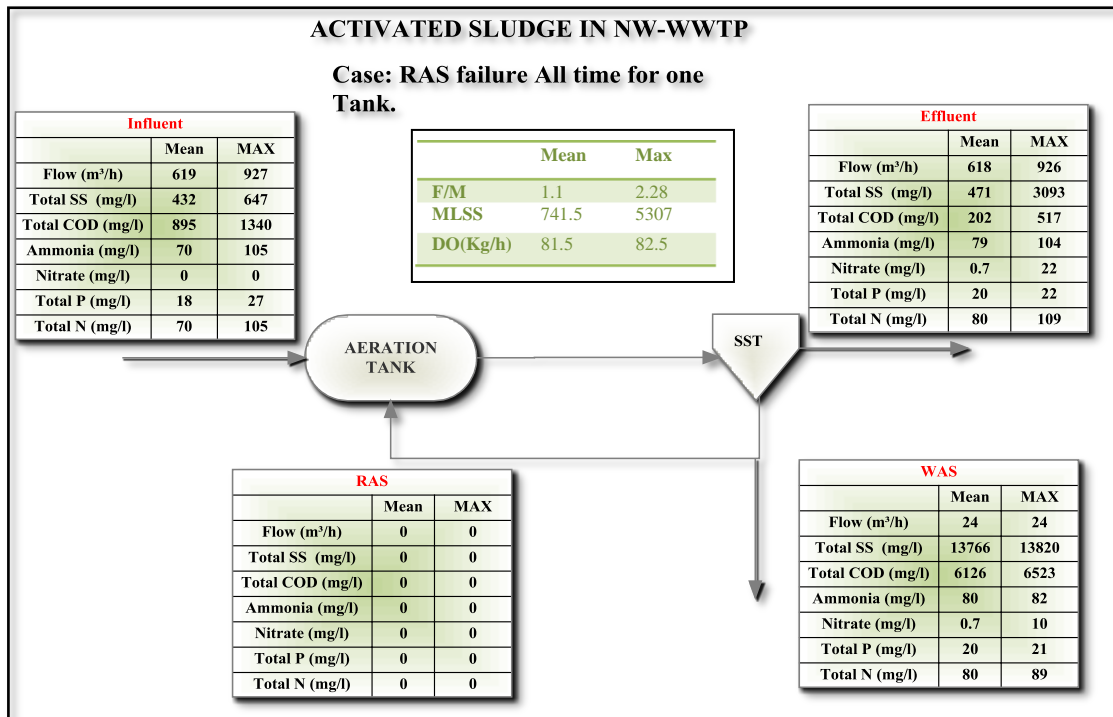 ACTIVATED SLUDGE IN NW-WWTP
Case: RAS failure All time for one
Tank.
Influent
Mean MAX
Flow (m³/h) 619 927
Total SS (mg/l) 432 647
Total COD (mg/l) 895 1340
Ammonia (mg/l) 70 105
Nitrate (mg/l) 0 0
Total P (mg/l) 18 27
Total N (mg/l) 70 105
Mean Max
F/M 1.1 2.28
MLSS 741.5 5307
DO(Kg/h) 81.5 82.5
Effluent
Mean MAX
Flow (m³/h) 618 926
Total SS (mg/l) 471 3093
Total COD (mg/l) 202 517
Ammonia (mg/l) 79 104
Nitrate (mg/l) 0.7 22
Total P (mg/l) 20 22
Total N (mg/l) 80 109
AERATION
TANK
SST
RAS
Mean MAX
Flow (m³/h) 0 0
Total SS (mg/l) 0 0
Total COD (mg/l) 0 0
Ammonia (mg/l) 0 0
Nitrate (mg/l) 0 0
Total P (mg/l) 0 0
Total N (mg/l) 0 0
WAS
Mean MAX
Flow (m³/h) 24 24
Total SS (mg/l) 13766 13820
Total COD (mg/l) 6126 6523
Ammonia (mg/l) 80 82
Nitrate (mg/l) 0.7 10
Total P (mg/l) 20 21
Total N (mg/l) 80 89